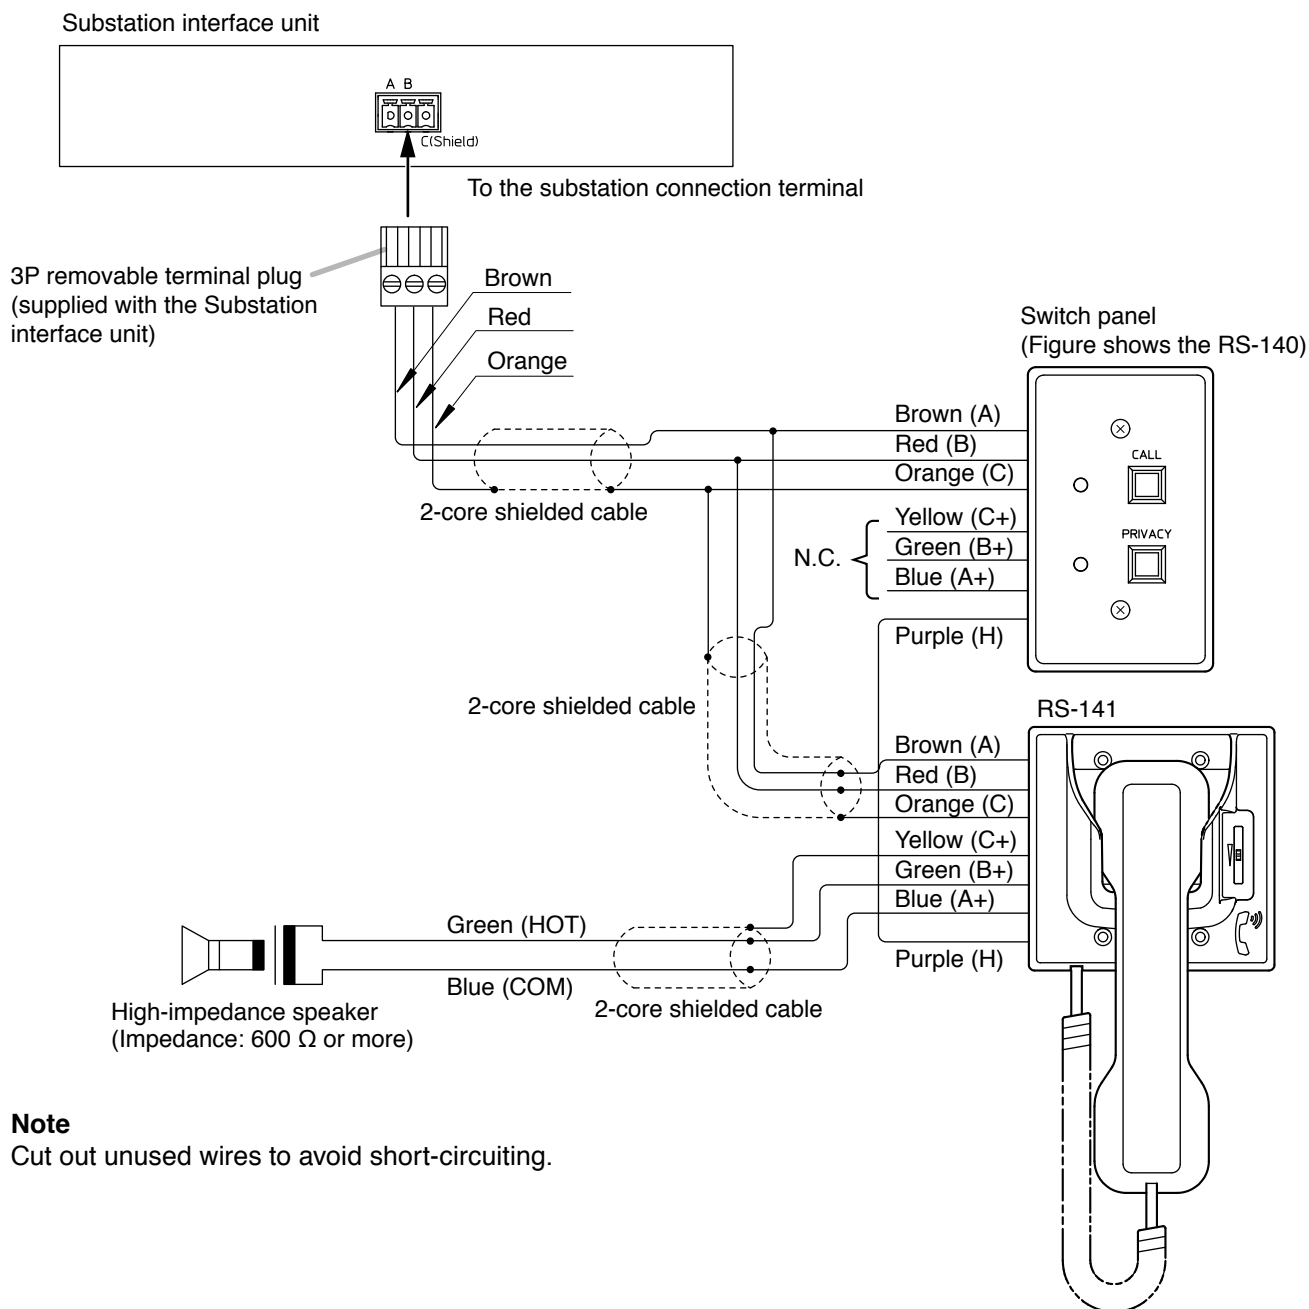 Substation interface unit
A B
C(Shield)
To the substation connection terminal
3P removable terminal plug
(supplied with the Substation
interface unit)
Brown
Red
Orange
2-core shielded cable
Switch panel
(Figure shows the RS-140)
Brown (A)
Red (B)
Orange (C)
Yellow (C+)
Green (B+)
Blue (A+)
N.C.
Purple (H)
CALL
PRIVACY
2-core shielded cable
RS-141
Brown (A)
Red (B)
Orange (C)
Yellow (C+)
Green (B+)
Blue (A+)
Purple (H)
Green (HOT)
Blue (COM)
2-core shielded cable
High-impedance speaker
(Impedance: 600 Ω or more)
Note
Cut out unused wires to avoid short-circuiting.